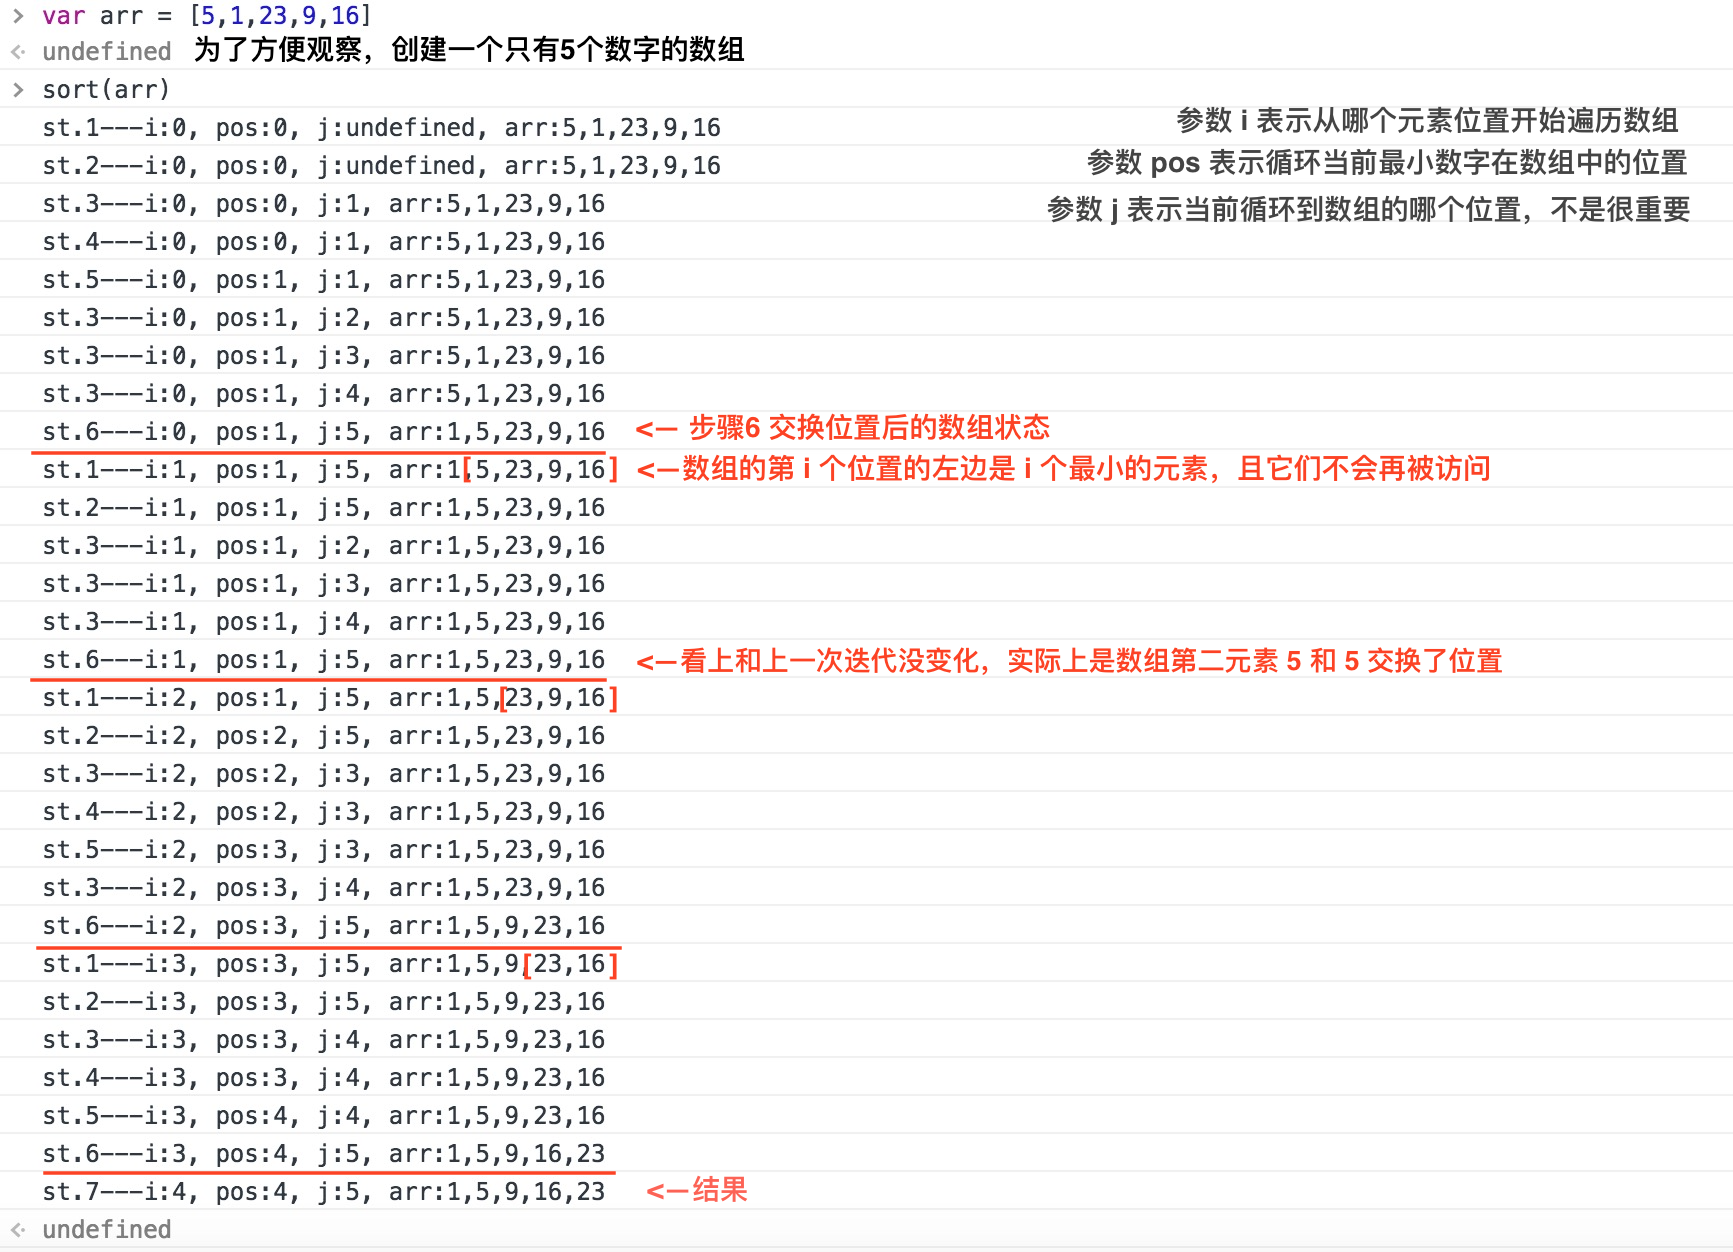 > var arr = [5,1,23,9,16]
<· undefined 为了方便观察，创建一个只有5个数字的数组
> sort(arr)
st.1---i:0, pos:0, j:undefined, arr:5,1,23,9,16 参数 i 表示从哪个元素位置开始遍历数组
st.2---i:0, pos:0, j:undefined, arr:5,1,23,9,16 参数 pos 表示循环当前最小数字在数组中的位置
st.3---i:0, pos:0, j:1, arr:5,1,23,9,16 参数 j 表示当前循环到数组的哪个位置，不是很重要
st.4---i:0, pos:0, j:1, arr:5,1,23,9,16
st.5---i:0, pos:1, j:1, arr:5,1,23,9,16
st.3---i:0, pos:1, j:2, arr:5,1,23,9,16
st.3---i:0, pos:1, j:3, arr:5,1,23,9,16
st.3---i:0, pos:1, j:4, arr:5,1,23,9,16
st.6---i:0, pos:1, j:5, arr:1,5,23,9,16 <— 步骤6 交换位置后的数组状态
st.1---i:1, pos:1, j:5, arr:1,[5,23,9,16] <—数组的第 i 个位置的左边是 i 个最小的元素，且它们不会再被访问
st.2---i:1, pos:1, j:5, arr:1,5,23,9,16
st.3---i:1, pos:1, j:2, arr:1,5,23,9,16
st.3---i:1, pos:1, j:3, arr:1,5,23,9,16
st.3---i:1, pos:1, j:4, arr:1,5,23,9,16
st.6---i:1, pos:1, j:5, arr:1,5,23,9,16 <—看上和上一次迭代没变化，实际上是数组第二元素 5 和 5 交换了位置
st.1---i:2, pos:1, j:5, arr:1,5,[23,9,16]
st.2---i:2, pos:2, j:5, arr:1,5,23,9,16
st.3---i:2, pos:2, j:3, arr:1,5,23,9,16
st.4---i:2, pos:2, j:3, arr:1,5,23,9,16
st.5---i:2, pos:3, j:3, arr:1,5,23,9,16
st.3---i:2, pos:3, j:4, arr:1,5,23,9,16
st.6---i:2, pos:3, j:5, arr:1,5,9,23,16
st.1---i:3, pos:3, j:5, arr:1,5,9,[23,16]
st.2---i:3, pos:3, j:5, arr:1,5,9,23,16
st.3---i:3, pos:3, j:4, arr:1,5,9,23,16
st.4---i:3, pos:3, j:4, arr:1,5,9,23,16
st.5---i:3, pos:4, j:4, arr:1,5,9,23,16
st.6---i:3, pos:4, j:5, arr:1,5,9,16,23
st.7---i:4, pos:4, j:5, arr:1,5,9,16,23 <—结果
<· undefined